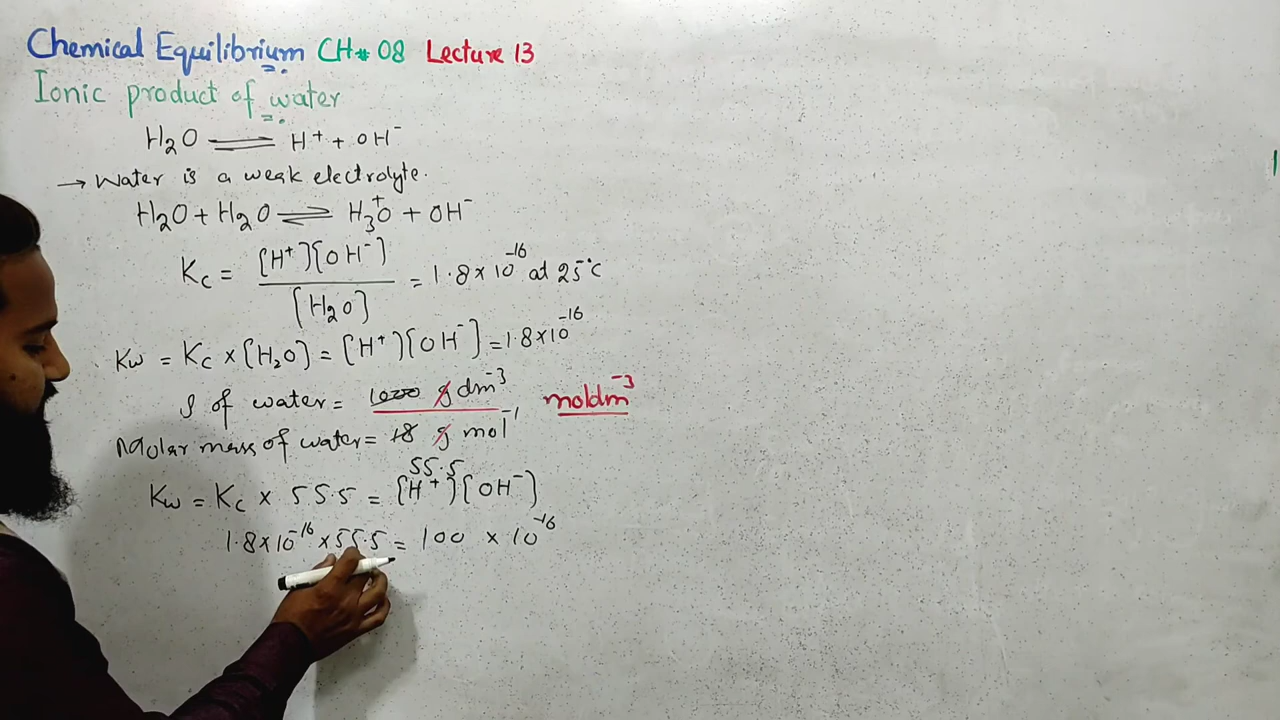 Chemical Equilibrium CH# 08 Lecture 13
Ionic product of water
H₂O ⇌ H⁺ + OH⁻
→ Water is a weak electrolyte.
H₂O + H₂O ⇌ H₃O⁺ + OH⁻
Kc = [H⁺][OH⁻] / [H₂O] = 1.8 × 10⁻¹⁶ at 25°C
Kw = Kc × [H₂O] = [H⁺][OH⁻] = 1.8×10⁻¹⁶
ρ of water = 1000 g dm⁻³ moldm⁻³
Molar mass of water = 18 g mol⁻¹
55.5
Kw = Kc × 55.5 = [H⁺][OH⁻]
1.8×10⁻¹⁶ × 55.5 = 100 × 10⁻¹⁶